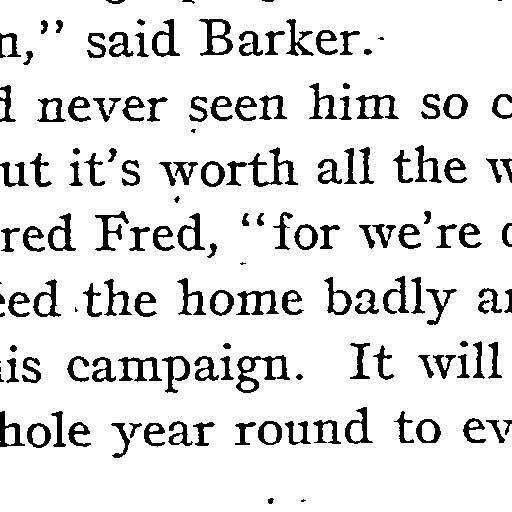 n,” said Barker.
d never seen him so c
ut it’s worth all the w
red Fred, “for we’re
eed the home badly a
is campaign. It will
hole year round to ev